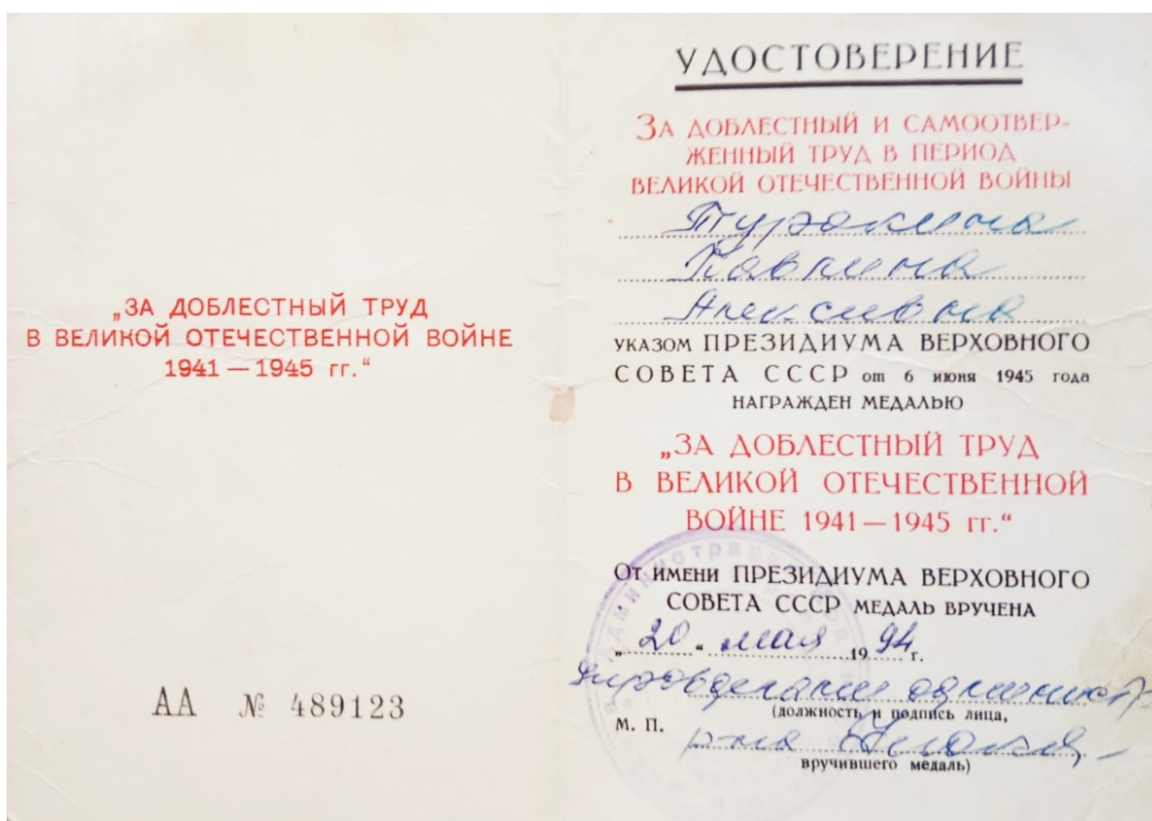 „ЗА ДОБЛЕСТНЫЙ ТРУД
В ВЕЛИКОЙ ОТЕЧЕСТВЕННОЙ ВОЙНЕ
1941 — 1945 гг.“
АА № 489123
УДОСТОВЕРЕНИЕ
ЗА ДОБЛЕСТНЫЙ И САМООТВЕР-
ЖЕННЫЙ ТРУД В ПЕРИОД
ВЕЛИКОЙ ОТЕЧЕСТВЕННОЙ ВОЙНЫ
УКАЗОМ ПРЕЗИДИУМА ВЕРХОВНОГО
СОВЕТА СССР от 6 июня 1945 года
НАГРАЖДЕН МЕДАЛЬЮ
„ЗА ДОБЛЕСТНЫЙ ТРУД
В ВЕЛИКОЙ ОТЕЧЕСТВЕННОЙ
ВОЙНЕ 1941 — 1945 гг.“
ОТ ИМЕНИ ПРЕЗИДИУМА ВЕРХОВНОГО
СОВЕТА СССР МЕДАЛЬ ВРУЧЕНА
„20“ мая 1994 г.
(должность и подпись лица,
М. П.
вручившего медаль)